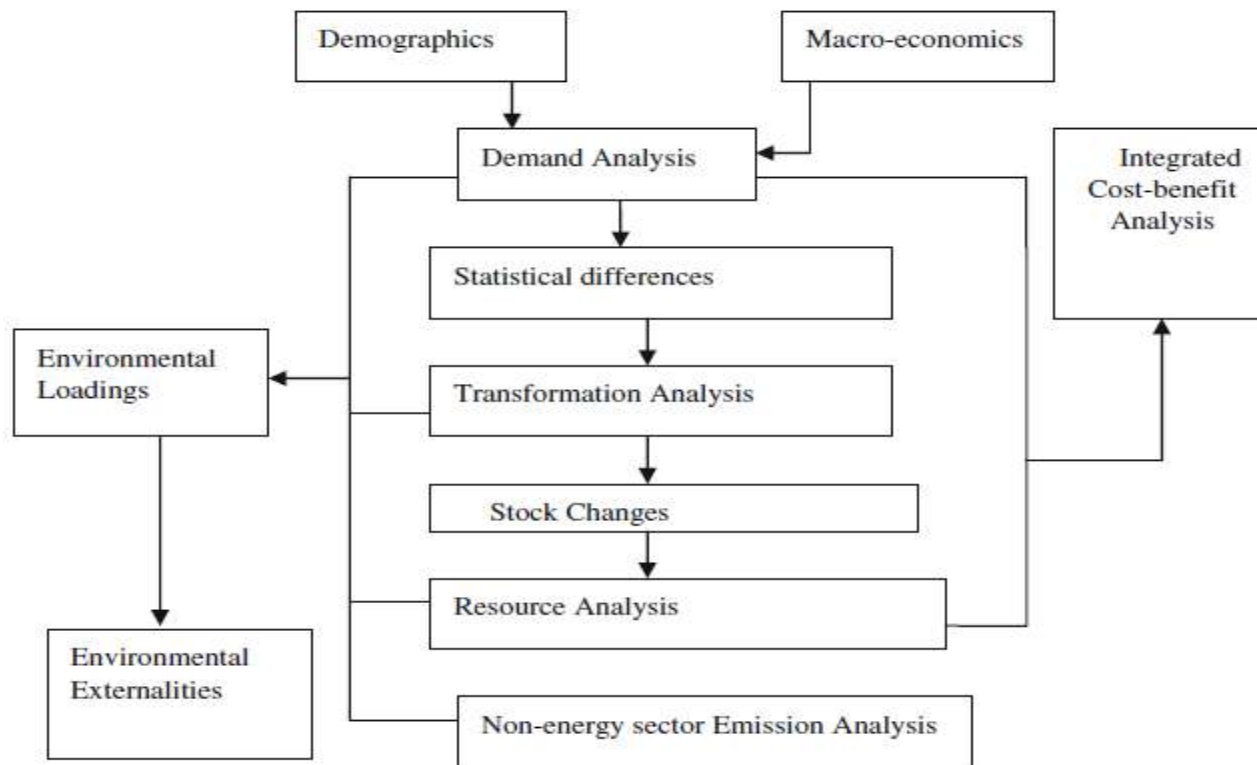 Demographics
Macro-economics
Demand Analysis
Integrated
Cost-benefit
Analysis
Statistical differences
Environmental
Loadings
Transformation Analysis
Stock Changes
Resource Analysis
Environmental
Externalities
Non-energy sector Emission Analysis